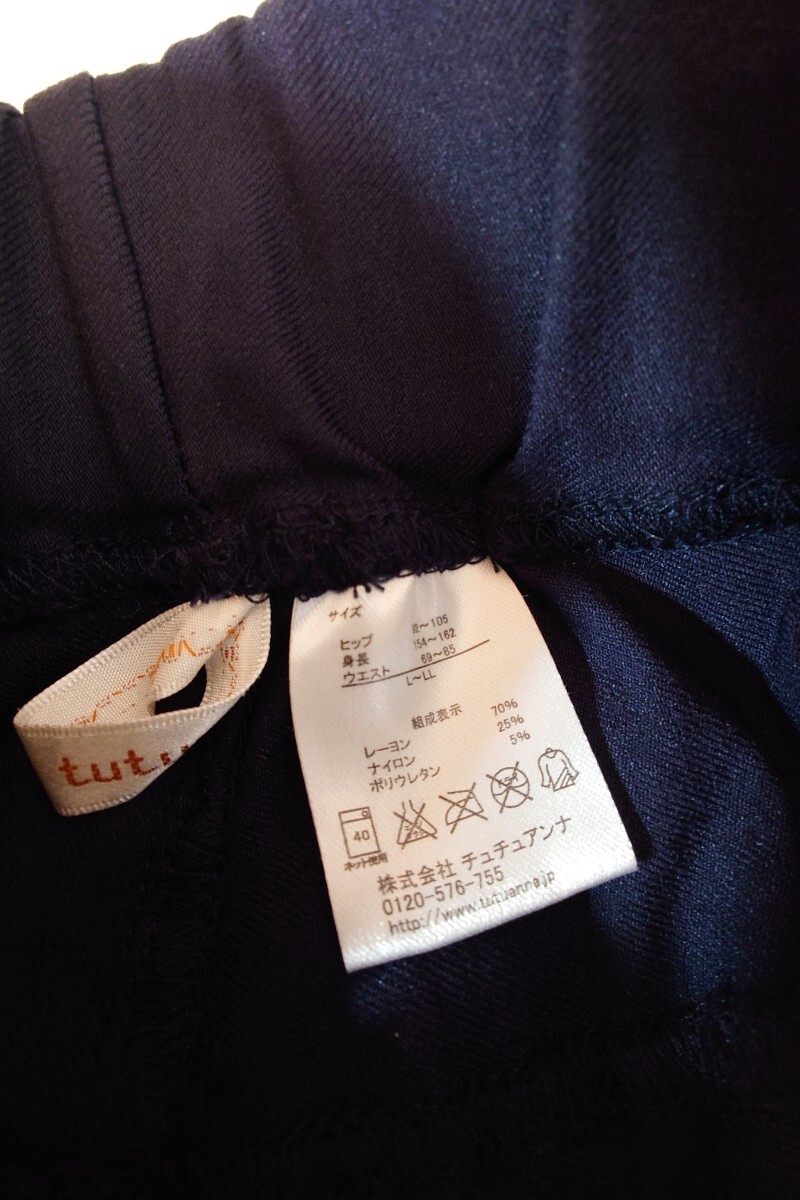 サイズ
ヒップ 92～105
身長 154～162
ウエスト 69～85
L～LL
組成表示
レーヨン 70%
ナイロン 25%
ポリウレタン 5%
40
ネット使用
株式会社 チュチュアンナ
0120-576-755
http://www.tutuanna.jp
tutu